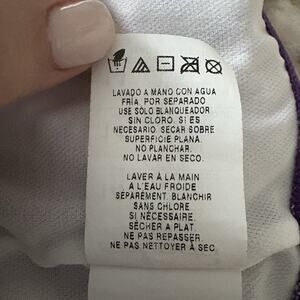 LAVADO A MANO CON AGUA
FRIA, POR SEPARADO
USE SÓLO BLANQUEADOR
SIN CLORO. SI ES
NECESARIO. SECAR SOBRE
SUPERFICIE PLANA.
NO PLANCHAR.
NO LAVAR EN SECO.
LAVER À LA MAIN
A L'EAU FROIDE
SÉPARÉMENT. BLANCHIR
SANS CHLORE.
SI NÉCESSAIRE.
SÉCHER A PLAT.
NE PAS REPASSER
NE PAS NETTOYER À SEC.